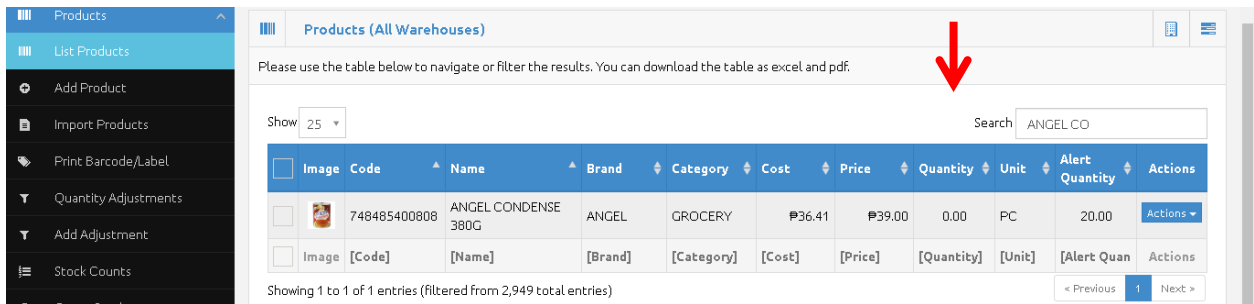 Products
List Products
Add Product
Import Products
Print Barcode/Label
Quantity Adjustments
Add Adjustment
Stock Counts
Products (All Warehouses)
Please use the table below to navigate or filter the results. You can download the table as excel and pdf.
Show 25 Search ANGEL CO
Image Code Name Brand Category Cost Price Quantity Unit Alert Quantity Actions
748485400808 ANGEL CONDENSE 380G ANGEL GROCERY ₱36.41 ₱39.00 0.00 PC 20.00 Actions
Image [Code] [Name] [Brand] [Category] [Cost] [Price] [Quantity] [Unit] [Alert Quan Actions
Showing 1 to 1 of 1 entries (filtered from 2,949 total entries) < Previous 1 Next >